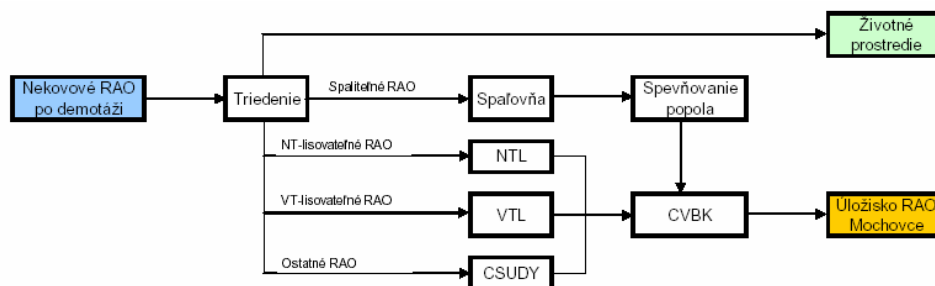 Životné
prostredie
Nekovové RAO
po demotáži
Triedenie
Spaliteľné RAO
Spaľovňa
Spevňovanie
popola
NT-lisovateľné RAO
NTL
VT-lisovateľné RAO
VTL
CVBK
Úložisko RAO
Mochovce
Ostatné RAO
CSUDY